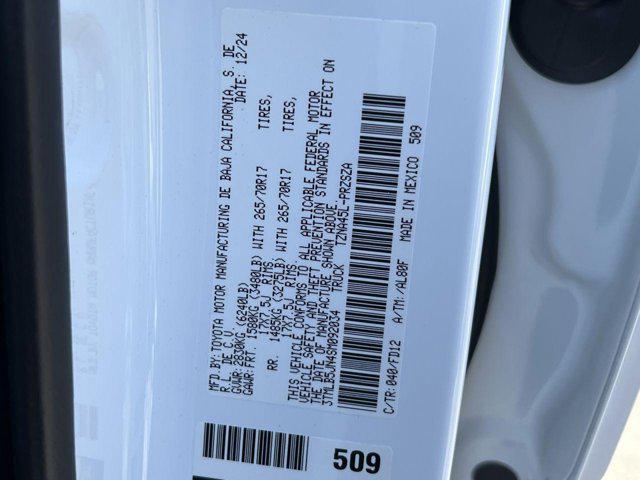 MFD. BY: TOYOTA MOTOR MANUFACTURING DE BAJA CALIFORNIA, S. DE
R.L. DE C.V. DATE: 12/24
GVWR: 2830KG (6240LB)
GAWR: FRT. 1580KG (3480LB) WITH 265/70R17 TIRES,
17X7.5J RIMS
RR. 1485KG (3275LB) WITH 265/70R17 TIRES,
17X7.5J RIMS
THIS VEHICLE CONFORMS TO ALL APPLICABLE FEDERAL MOTOR
VEHICLE SAFETY AND THEFT PREVENTION STANDARDS IN EFFECT ON
THE DATE OF MANUFACTURE SHOWN ABOVE.
3TMLB5JN4SM092034 TRUCK TZNA45L-PRZSZA
C/TR: 040/FD12 A/TM: /AL80F MADE IN MEXICO 509
509